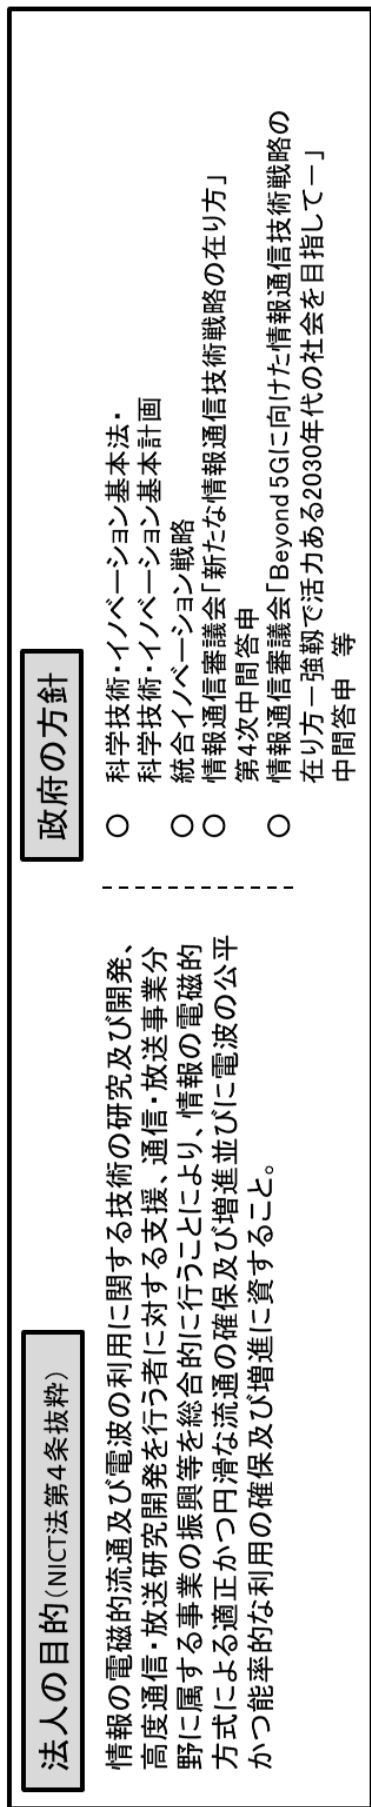 法人の目的(NICT法第4条抜粋)
情報の電磁的流通及び電波の利用に関する技術の研究及び開発、
高度通信・放送研究開発を行う者に対する支援、通信・放送事業分
野に属する事業の振興等を総合的に行うことにより、情報の電磁的
方式による適正かつ円滑な流通の確保及び増進並びに電波の公平
かつ能率的な利用の確保及び増進に資すること。
政府の方針
○ 科学技術・イノベーション基本法・
科学技術・イノベーション基本計画
○ 統合イノベーション戦略
○ 情報通信審議会「新たな情報通信技術戦略の在り方」
第4次中間答申
○ 情報通信審議会「Beyond 5Gに向けた情報通信技術戦略の
在り方ー強靱で活力ある2030年代の社会を目指してー」
中間答申 等